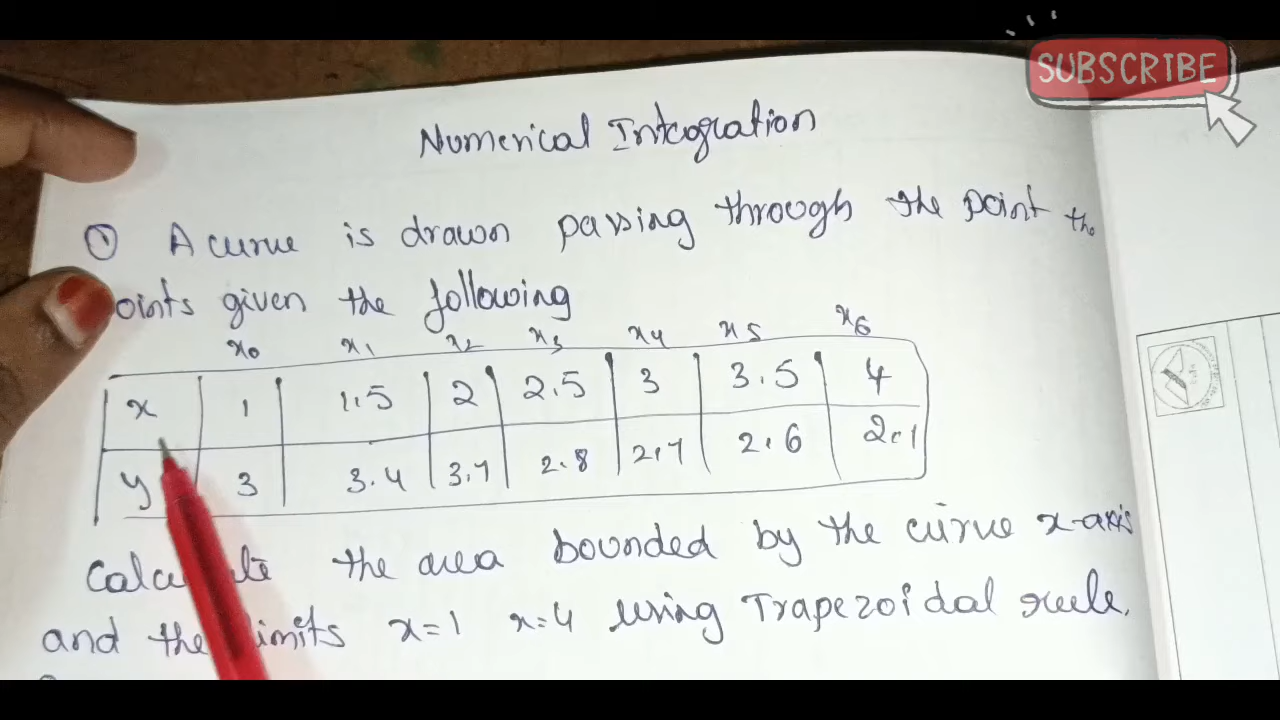 SUBSCRIBE
Numerical Integration
① A curve is drawn passing through the point the
oints given the following
x₀ x₁ x₂ x₃ x₄ x₅ x₆
x 1 1.5 2 2.5 3 3.5 4
y 3 3.4 2.8 2.7 2.6 2.1
the area bounded by the curve x-axis
and the limits x=1 x=4 using Trapezoidal rule.